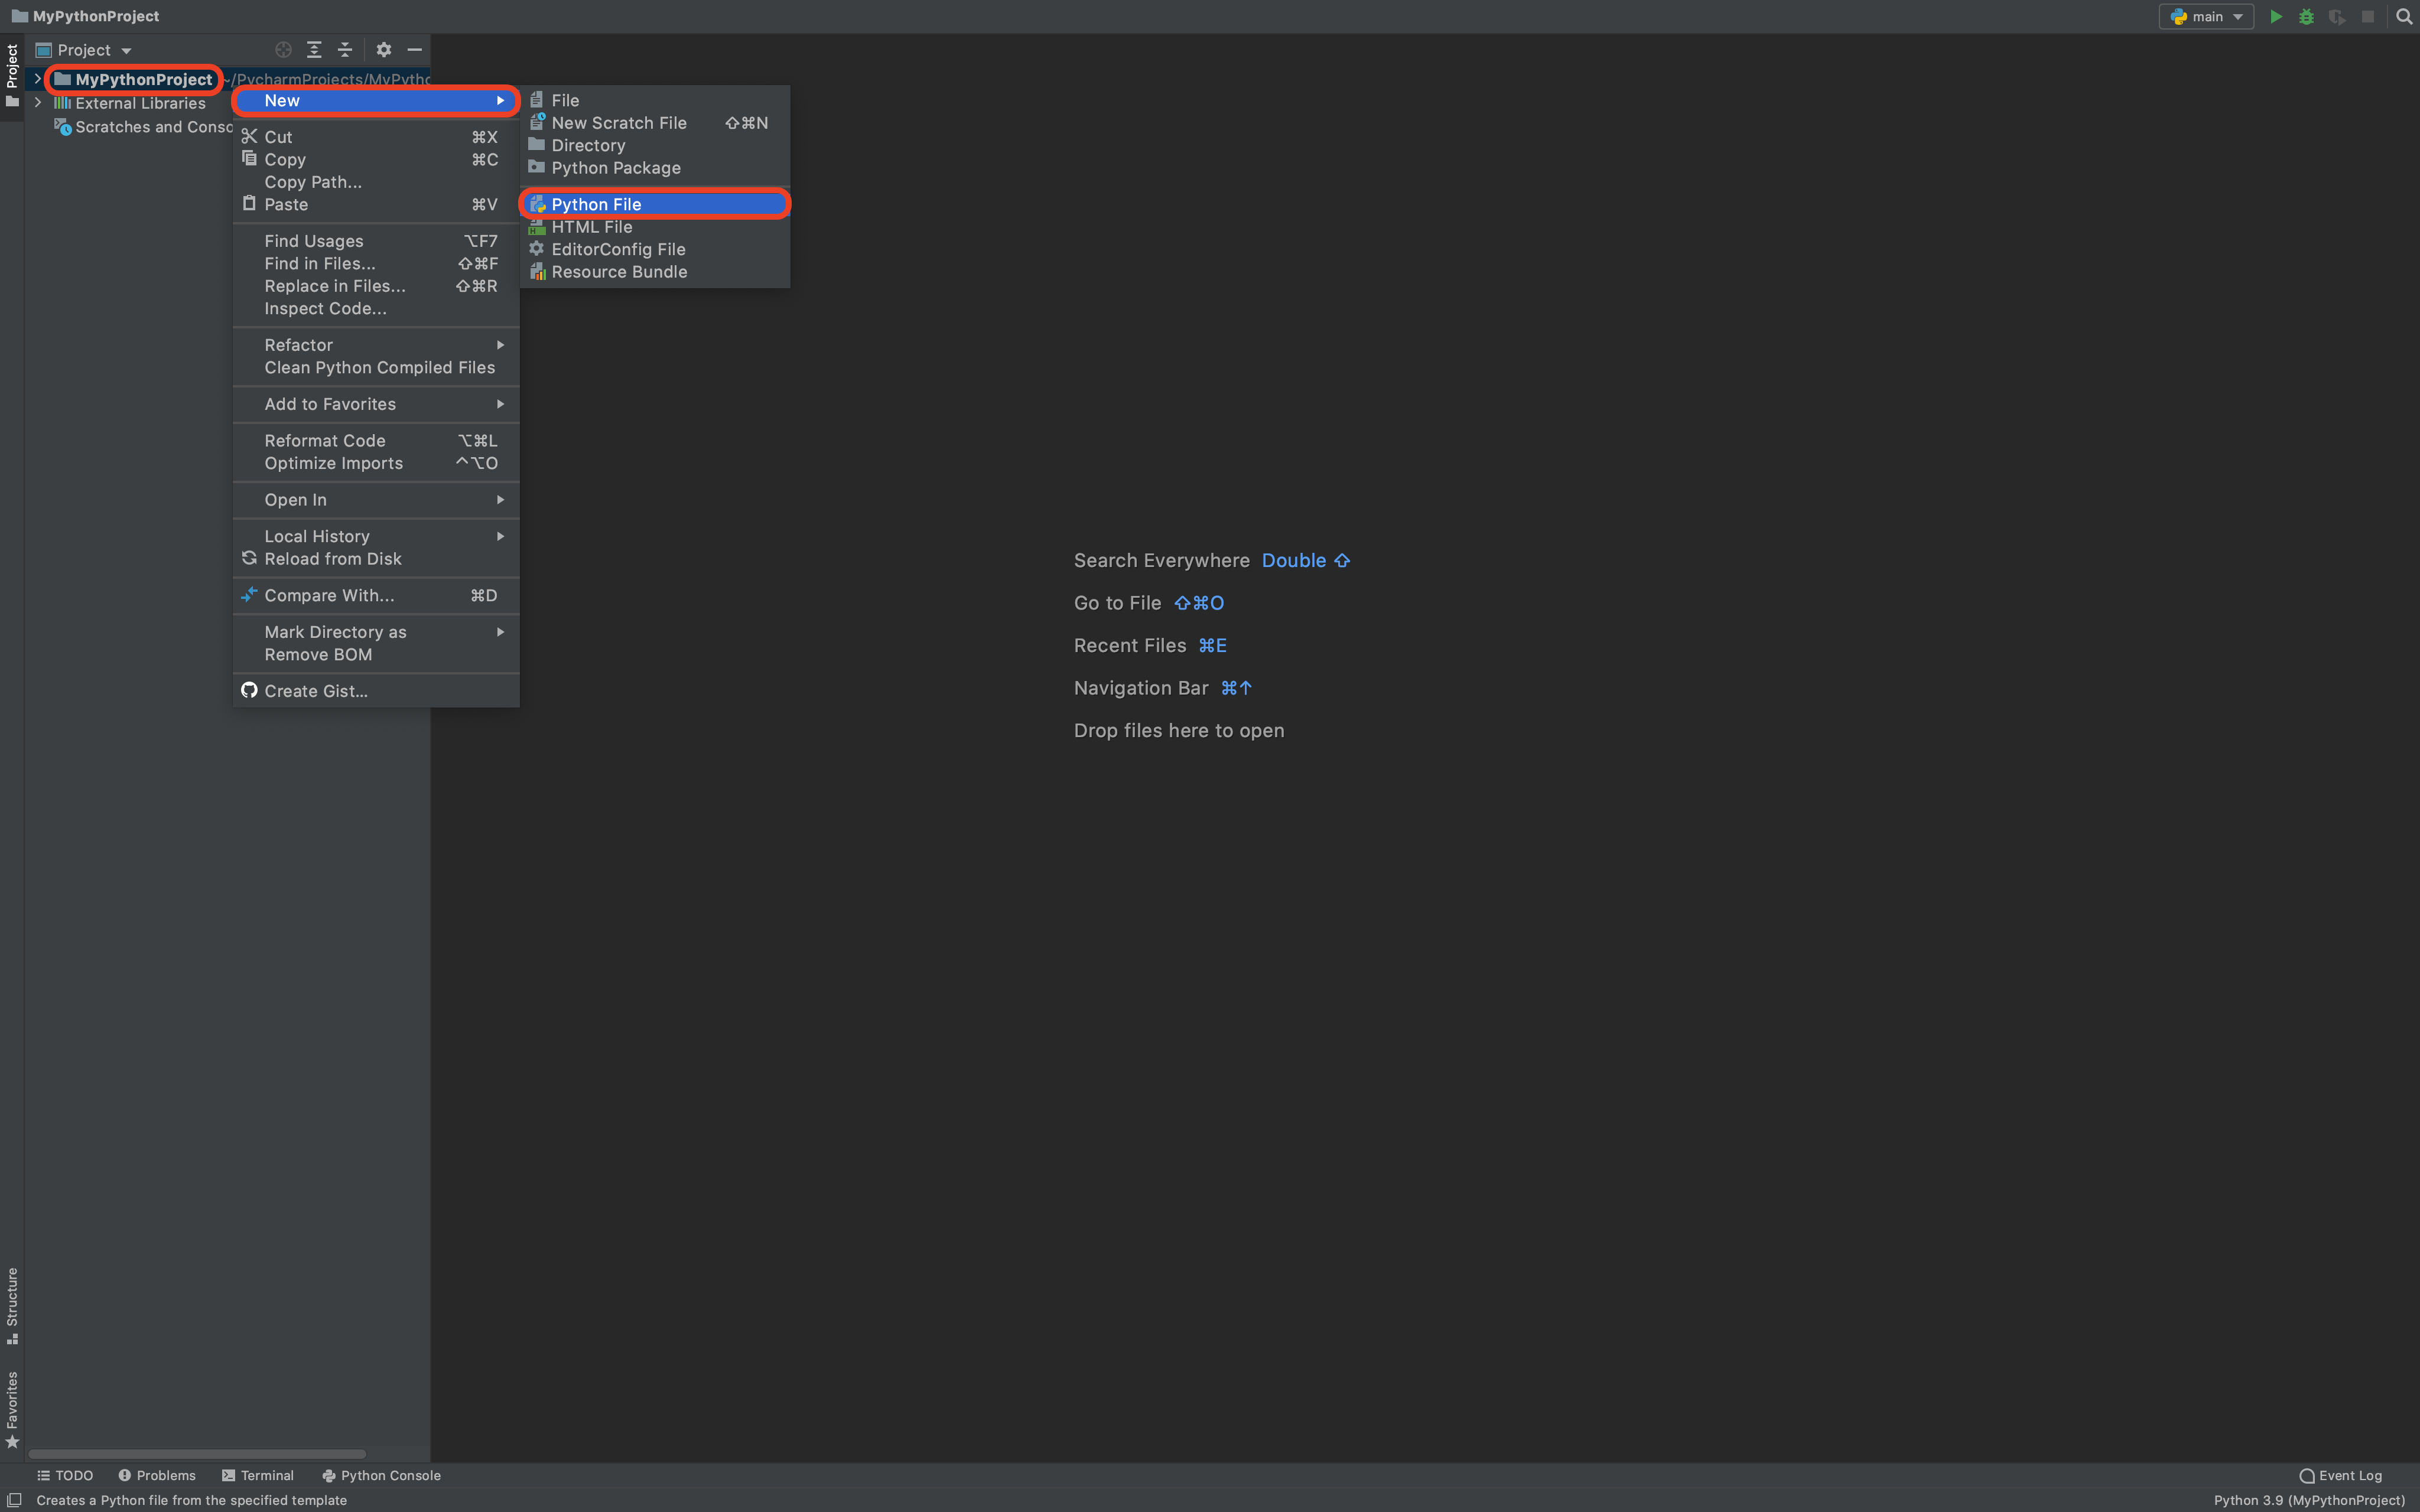 MyPythonProject
main
Project
Project
MyPythonProject ~/PycharmProjects/MyPytho
External Libraries
Scratches and Conso
New
Cut ⌘X
Copy ⌘C
Copy Path...
Paste ⌘V
Find Usages ⌥F7
Find in Files... ⇧⌘F
Replace in Files... ⇧⌘R
Inspect Code...
Refactor
Clean Python Compiled Files
Add to Favorites
Reformat Code ⌥⌘L
Optimize Imports ^⌥O
Open In
Local History
Reload from Disk
Compare With... ⌘D
Mark Directory as
Remove BOM
Create Gist...
File
New Scratch File ⇧⌘N
Directory
Python Package
Python File
HTML File
EditorConfig File
Resource Bundle
Search Everywhere Double ⇧
Go to File ⇧⌘O
Recent Files ⌘E
Navigation Bar ⌘↑
Drop files here to open
Structure
Favorites
TODO Problems Terminal Python Console Event Log
Creates a Python file from the specified template Python 3.9 (MyPythonProject)